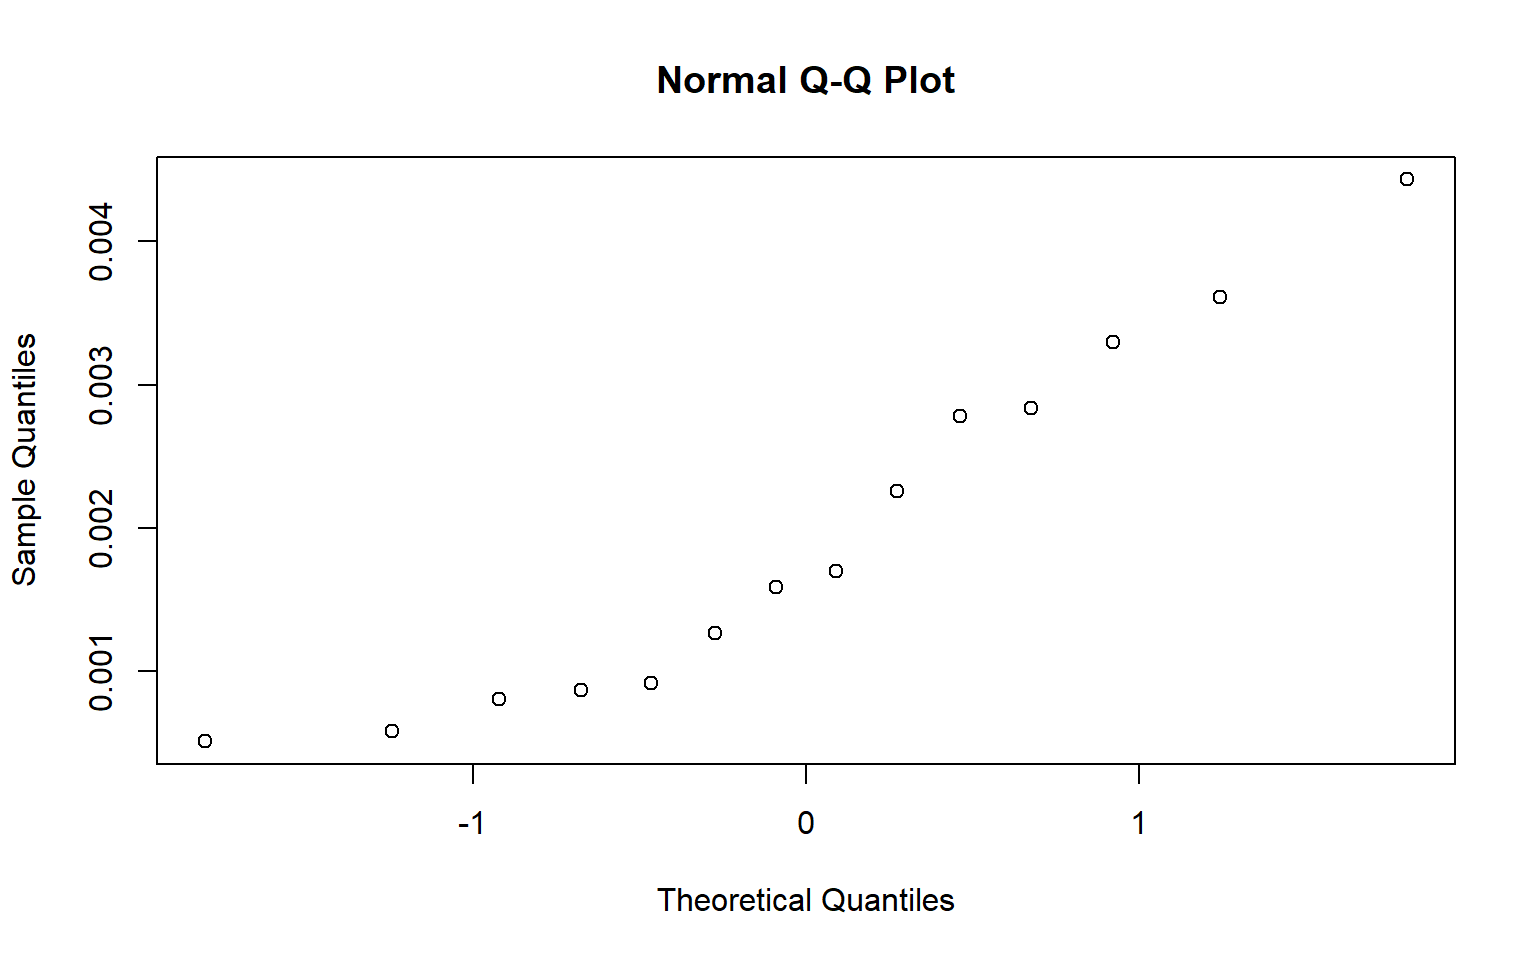 Normal Q-Q Plot
Sample Quantiles
0.004
0.003
0.002
0.001
-1 0 1
Theoretical Quantiles